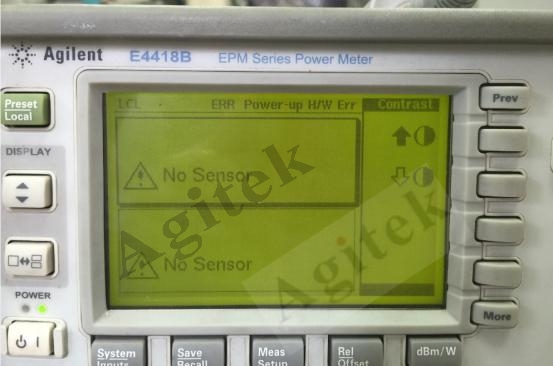 Agilent E4418B EPM Series Power Meter
Preset
Local
LCL ERR Power-up H/W Err Contrast
Prev
DISPLAY
No Sensor
No Sensor
Agitek
Agitek
POWER
More
System
Inputs
Save
Recall
Meas
Setup
Rel
Offset
dBm/W